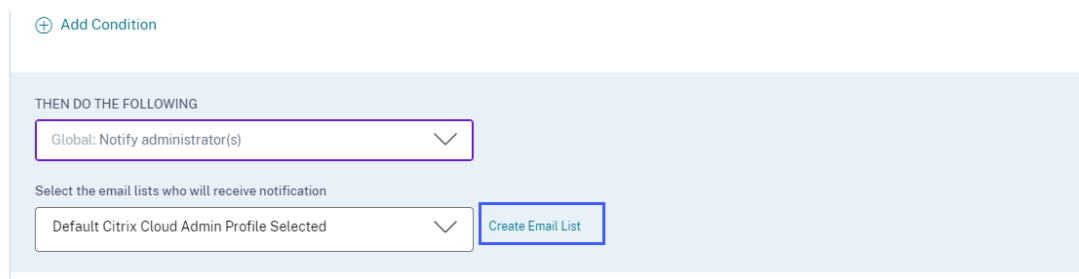 Add Condition
THEN DO THE FOLLOWING
Global: Notify administrator(s)
Select the email lists who will receive notification
Default Citrix Cloud Admin Profile Selected
Create Email List